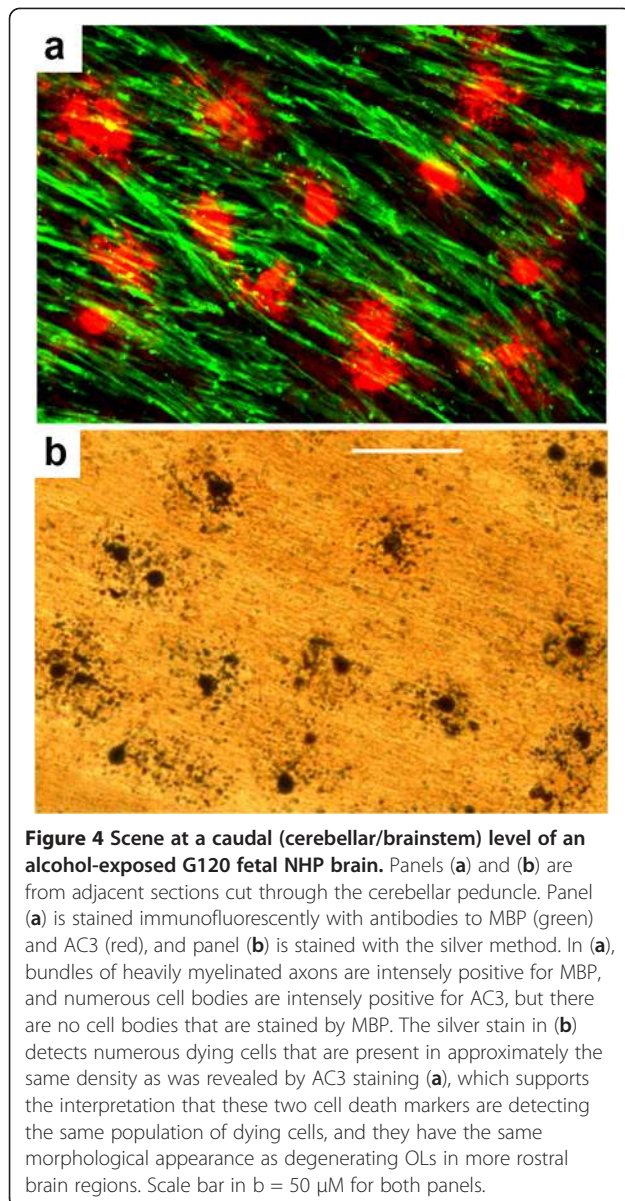 a
b
Figure 4 Scene at a caudal (cerebellar/brainstem) level of an
alcohol-exposed G120 fetal NHP brain. Panels (a) and (b) are
from adjacent sections cut through the cerebellar peduncle. Panel
(a) is stained immunofluorescently with antibodies to MBP (green)
and AC3 (red), and panel (b) is stained with the silver method. In (a),
bundles of heavily myelinated axons are intensely positive for MBP,
and numerous cell bodies are intensely positive for AC3, but there
are no cell bodies that are stained by MBP. The silver stain in (b)
detects numerous dying cells that are present in approximately the
same density as was revealed by AC3 staining (a), which supports
the interpretation that these two cell death markers are detecting
the same population of dying cells, and they have the same
morphological appearance as degenerating OLs in more rostral
brain regions. Scale bar in b = 50 μM for both panels.